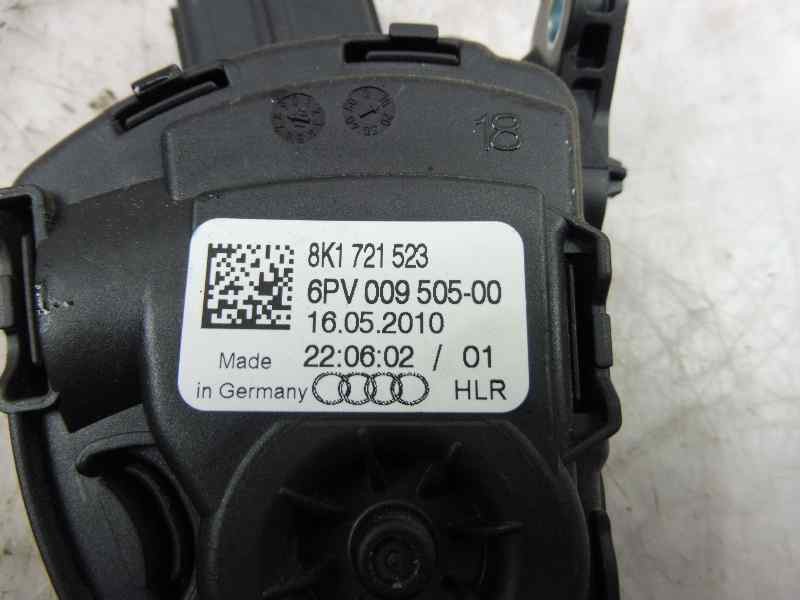 18
8K1 721 523
6PV 009 505-00
16.05.2010
Made 22:06:02 / 01
in Germany HLR